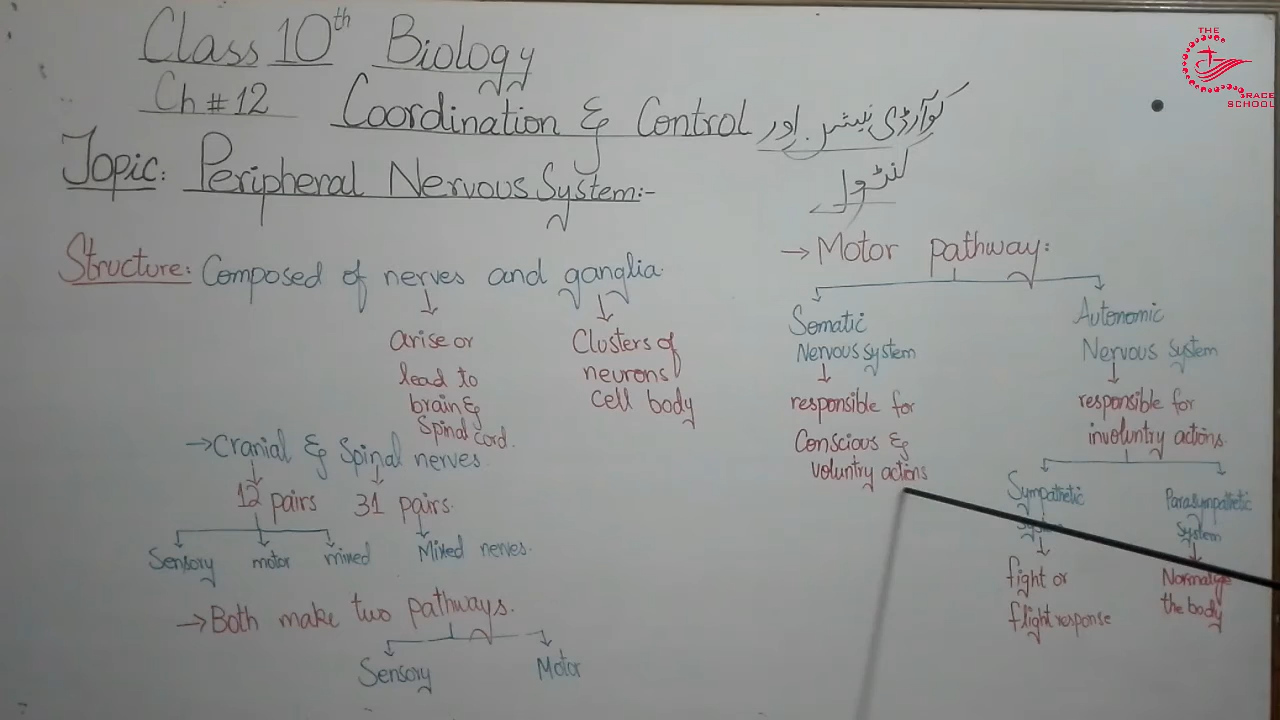 Class 10th Biology
Ch # 12 Coordination & Control کوآرڈی نیشن اور
کنٹرول
Topic: Peripheral Nervous System:-
Structure: Composed of nerves and ganglia
arise or
lead to
brain &
Spinal cord.
Clusters of
neurons
cell body
→Cranial & Spinal nerves
12 pairs 31 pairs.
Sensory motor mixed Mixed nerves.
→Both make two pathways.
Sensory Motor
→Motor pathway:
Somatic
Nervous system
responsible for
Conscious &
voluntry actions
Autonomic
Nervous System
responsible for
involuntry actions.
Sympathetic
System
fight or
flight response
Parasympathetic
System
Normalize
the body
THE
GRACE
SCHOOL